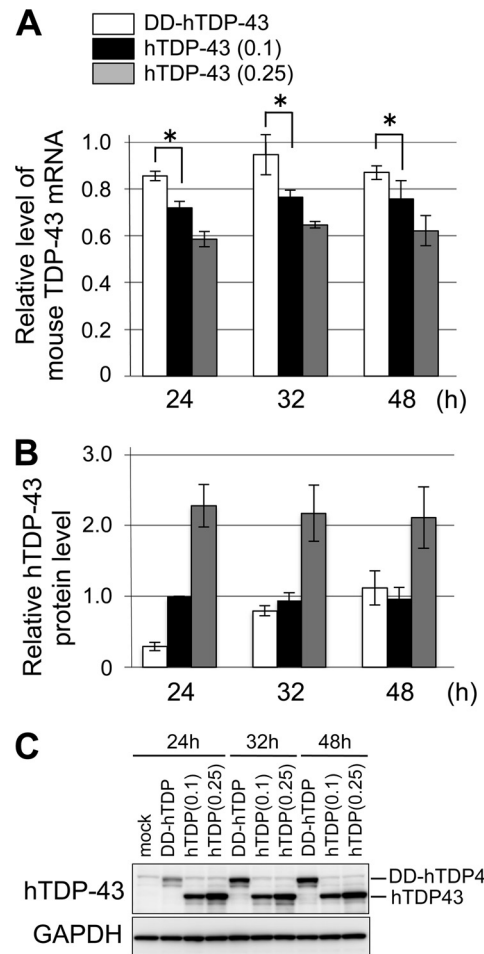 A
DD-hTDP-43
hTDP-43 (0.1)
hTDP-43 (0.25)
Relative level of
mouse TDP-43 mRNA
* * *
1.0
0.8
0.6
0.4
0.2
0
24 32 48 (h)
B
Relative hTDP-43
protein level
3.0
2.0
1.0
0
24 32 48 (h)
C
24h 32h 48h
mock DD-hTDP hTDP(0.1) hTDP(0.25) DD-hTDP hTDP(0.1) hTDP(0.25) DD-hTDP hTDP(0.1) hTDP(0.25)
hTDP-43
DD-hTDP4
hTDP43
GAPDH